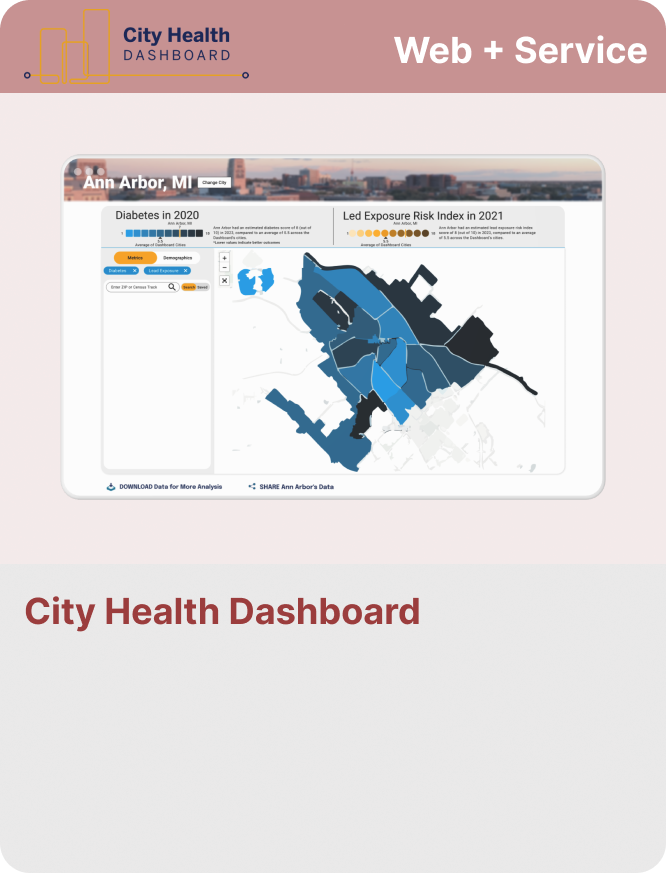 City Health
DASHBOARD
Web + Service
Ann Arbor, MI
Change City
Diabetes in 2020
Ann Arbor, MI
1
10
5.5
Average of Dashboard Cities
Ann Arbor had an estimated diabetes score of 6 (out of
10) in 2023, compared to an average of 5.5 across the
Dashboard's cities.
*Lower values indicate better outcomes
Led Exposure Risk Index in 2021
Ann Arbor, MI
1
10
5.5
Average of Dashboard Cities
Ann Arbor had an estimated lead exposure risk index
score of 6 (out of 10) in 2023, compared to an average
of 5.5 across the Dashboard's cities.
Metrics
Demographics
Diabetes ×
Lead Exposure ×
Enter ZIP or Census Track
Search
Saved
+
−
DOWNLOAD Data for More Analysis
SHARE Ann Arbor's Data
City Health Dashboard